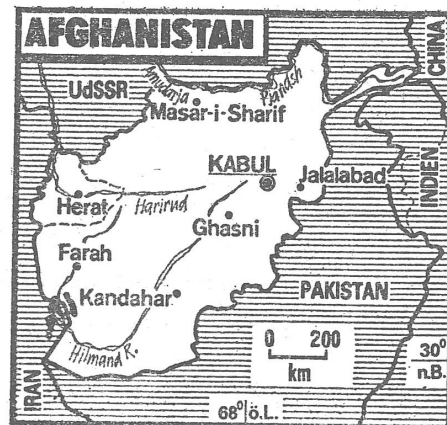 AFGHANISTAN
CHINA
UdSSR
Amudarja
Pjandsh
Masar-i-Sharif
KABUL
Jalalabad
INDIEN
Herat
Harirud
Ghasni
Farah
Kandahar
PAKISTAN
Hilmand R.
0 200
km
30°
n.B.
IRAN
68° ö.L.